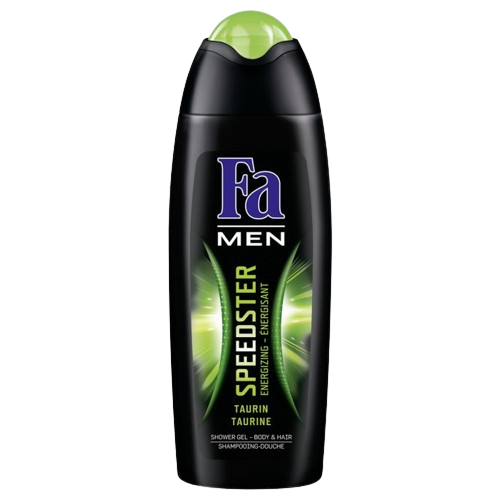 Fa
MEN
SPEEDSTER
ENERGIZING - ÉNERGISANT
TAURIN
TAURINE
SHOWER GEL - BODY & HAIR
SHAMPOOING-DOUCHE